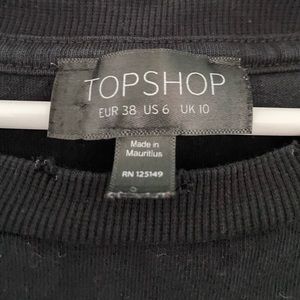 TOPSHOP
EUR 38 US 6 UK 10
Made in
Mauritius
RN 125149